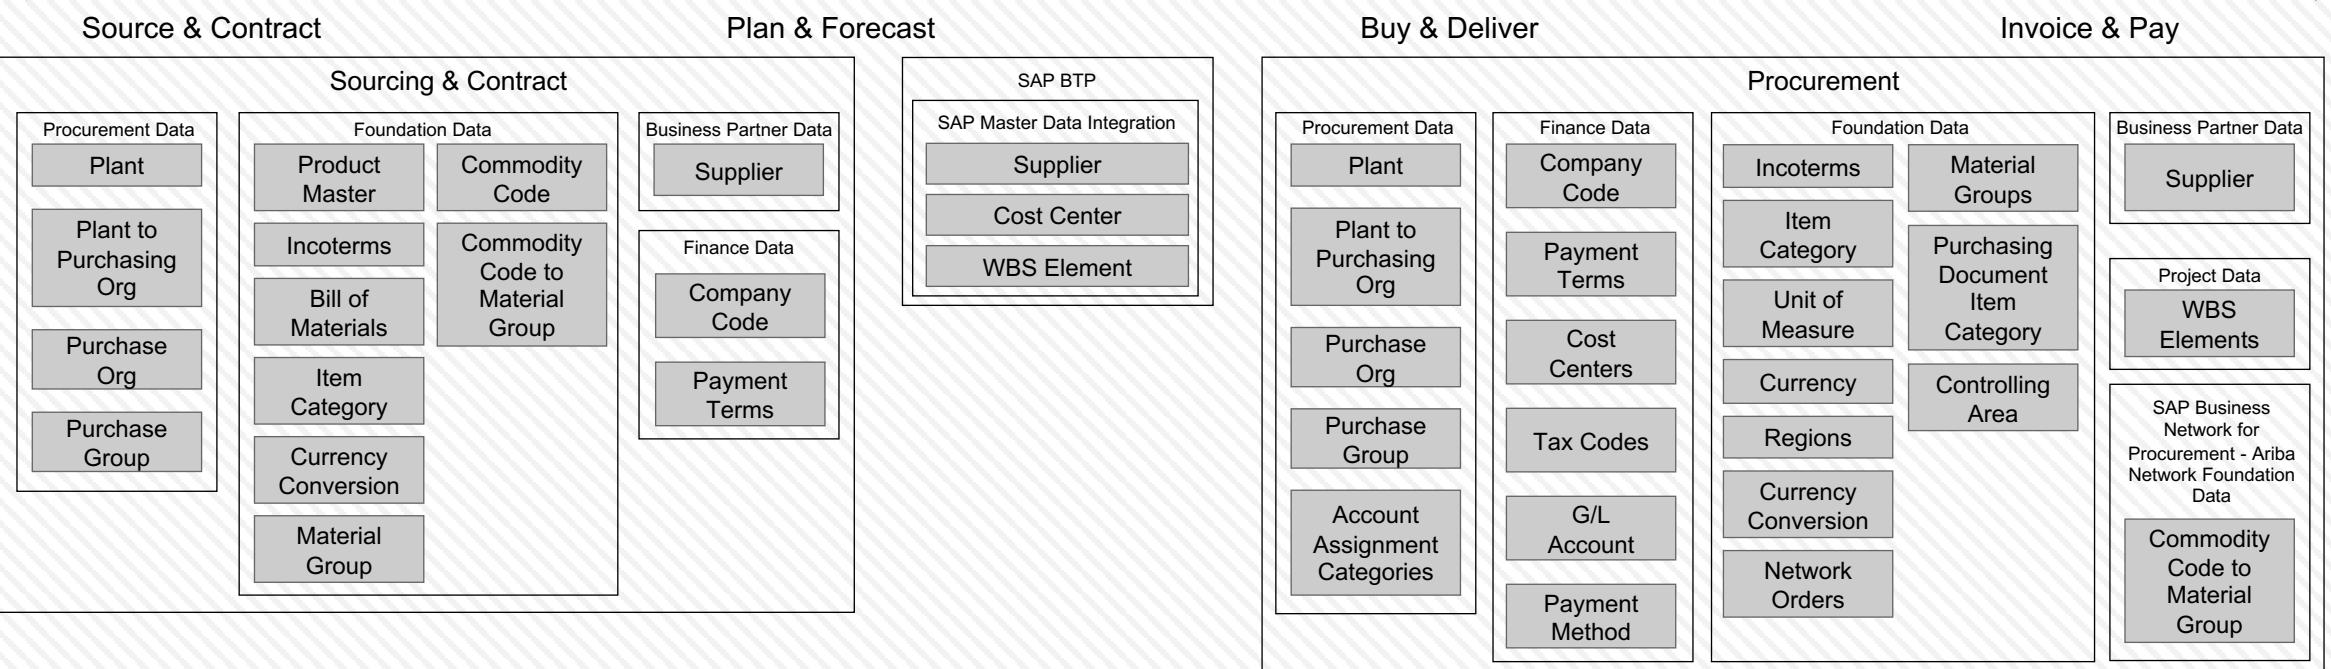 Source & Contract
Plan & Forecast
Buy & Deliver
Invoice & Pay
Sourcing & Contract
Procurement Data
Plant
Plant to
Purchasing
Org
Purchase
Org
Purchase
Group
Foundation Data
Product
Master
Incoterms
Bill of
Materials
Item
Category
Currency
Conversion
Material
Group
Commodity
Code
Commodity
Code to
Material
Group
Business Partner Data
Supplier
Finance Data
Company
Code
Payment
Terms
SAP BTP
SAP Master Data Integration
Supplier
Cost Center
WBS Element
Procurement
Procurement Data
Plant
Plant to
Purchasing
Org
Purchase
Org
Purchase
Group
Account
Assignment
Categories
Finance Data
Company
Code
Payment
Terms
Cost
Centers
Tax Codes
G/L
Account
Payment
Method
Foundation Data
Incoterms
Item
Category
Unit of
Measure
Currency
Regions
Currency
Conversion
Network
Orders
Material
Groups
Purchasing
Document
Item
Category
Controlling
Area
Business Partner Data
Supplier
Project Data
WBS
Elements
SAP Business
Network for
Procurement - Ariba
Network Foundation
Data
Commodity
Code to
Material
Group